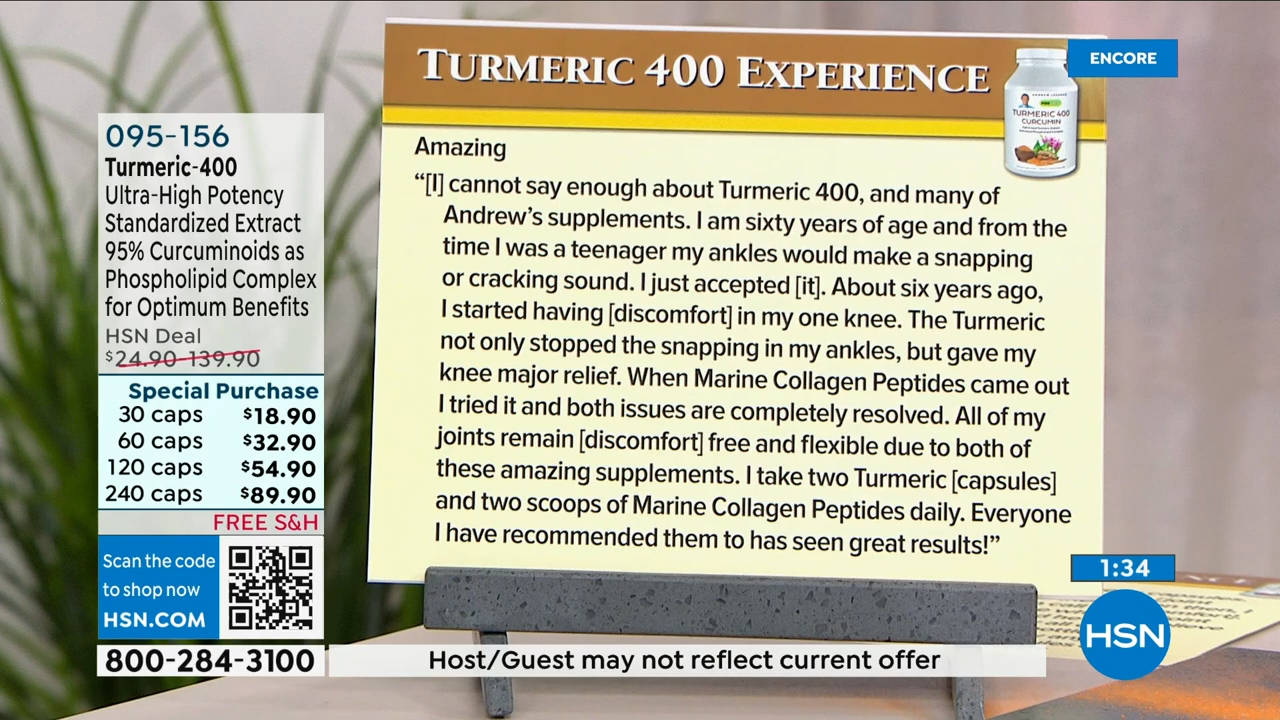 TURMERIC 400 EXPERIENCE
ENCORE
TURMERIC 400
CURCUMIN
Amazing
“[I] cannot say enough about Turmeric 400, and many of
Andrew’s supplements. I am sixty years of age and from the
time I was a teenager my ankles would make a snapping
or cracking sound. I just accepted [it]. About six years ago,
I started having [discomfort] in my one knee. The Turmeric
not only stopped the snapping in my ankles, but gave my
knee major relief. When Marine Collagen Peptides came out
I tried it and both issues are completely resolved. All of my
joints remain [discomfort] free and flexible due to both of
these amazing supplements. I take two Turmeric [capsules]
and two scoops of Marine Collagen Peptides daily. Everyone
I have recommended them to has seen great results!”
095-156
Turmeric-400
Ultra-High Potency
Standardized Extract
95% Curcuminoids as
Phospholipid Complex
for Optimum Benefits
HSN Deal
$24.90-139.90
Special Purchase
30 caps $18.90
60 caps $32.90
120 caps $54.90
240 caps $89.90
FREE S&H
Scan the code
to shop now
HSN.COM
1:34
HSN
800-284-3100
Host/Guest may not reflect current offer